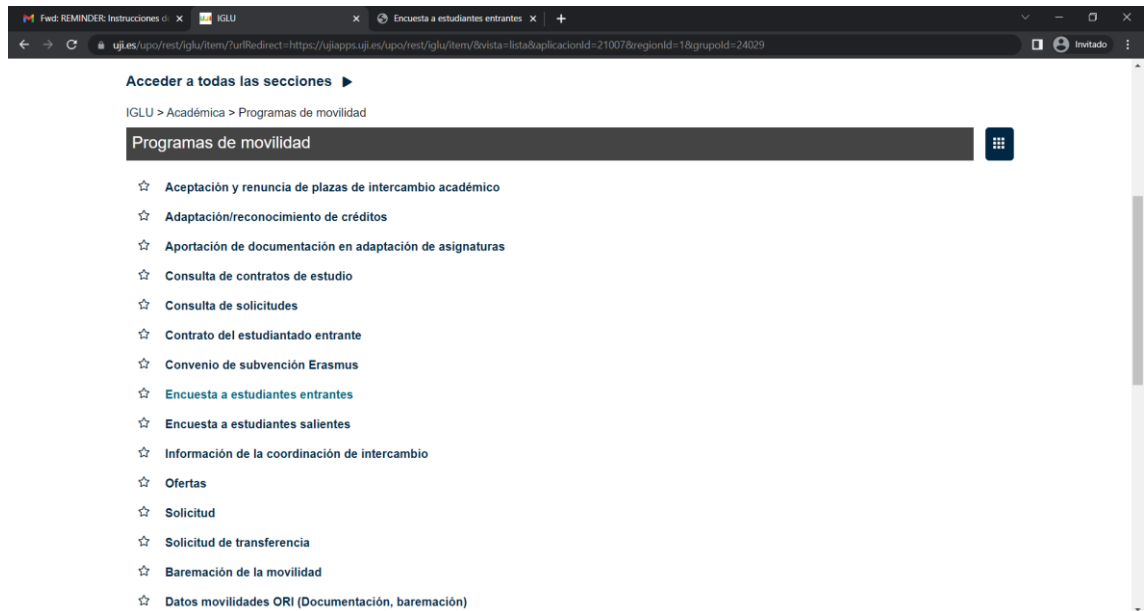 Fwd: REMINDER: Instrucciones d
IGLU
Encuesta a estudiantes entrantes
uji.es/upo/rest/iglu/item/?urlRedirect=https://ujiapps.uji.es/upo/rest/iglu/item/&vista=lista&aplicacionId=21007&regionId=1&grupoId=24029
Invitado
Acceder a todas las secciones
IGLU > Académica > Programas de movilidad
Programas de movilidad
Aceptación y renuncia de plazas de intercambio académico
Adaptación/reconocimiento de créditos
Aportación de documentación en adaptación de asignaturas
Consulta de contratos de estudio
Consulta de solicitudes
Contrato del estudiantado entrante
Convenio de subvención Erasmus
Encuesta a estudiantes entrantes
Encuesta a estudiantes salientes
Información de la coordinación de intercambio
Ofertas
Solicitud
Solicitud de transferencia
Baremación de la movilidad
Datos movilidades ORI (Documentación, baremación)